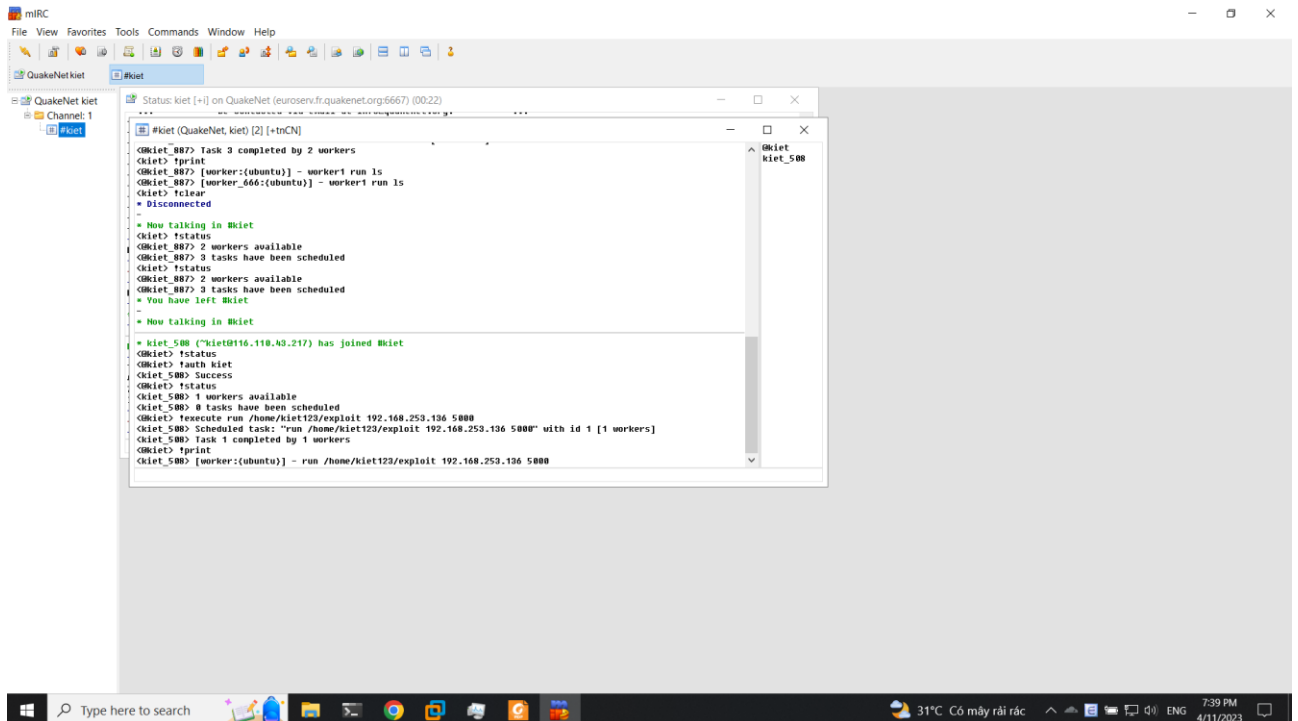 mIRC
File View Favorites Tools Commands Window Help
QuakeNet kiet
#kiet
QuakeNet kiet
Channel: 1
#kiet
Status: kiet [+i] on QuakeNet (euroserv.fr.quakenet.org:6667) (00:22)
#kiet (QuakeNet, kiet) [2] [+tnCN]
<@kiet_887> Task 3 completed by 2 workers
<kiet> !print
<@kiet_887> [worker:{ubuntu}] - worker1 run ls
<@kiet_887> [worker_666:{ubuntu}] - worker1 run ls
<kiet> !clear
* Disconnected
-
* Now talking in #kiet
<kiet> !status
<@kiet_887> 2 workers available
<@kiet_887> 3 tasks have been scheduled
<kiet> !status
<@kiet_887> 2 workers available
<@kiet_887> 3 tasks have been scheduled
* You have left #kiet
-
* Now talking in #kiet
* kiet_508 (~kiet@116.110.43.217) has joined #kiet
<@kiet> !status
<@kiet> !auth kiet
<kiet_508> Success
<@kiet> !status
<kiet_508> 1 workers available
<kiet_508> 0 tasks have been scheduled
<@kiet> !execute run /home/kiet123/exploit 192.168.253.136 5000
<kiet_508> Scheduled task: "run /home/kiet123/exploit 192.168.253.136 5000" with id 1 [1 workers]
<kiet_508> Task 1 completed by 1 workers
<@kiet> !print
<kiet_508> [worker:{ubuntu}] - run /home/kiet123/exploit 192.168.253.136 5000
@kiet
kiet_508
Type here to search
31°C Có mây rải rác
ENG
7:39 PM
4/11/2023